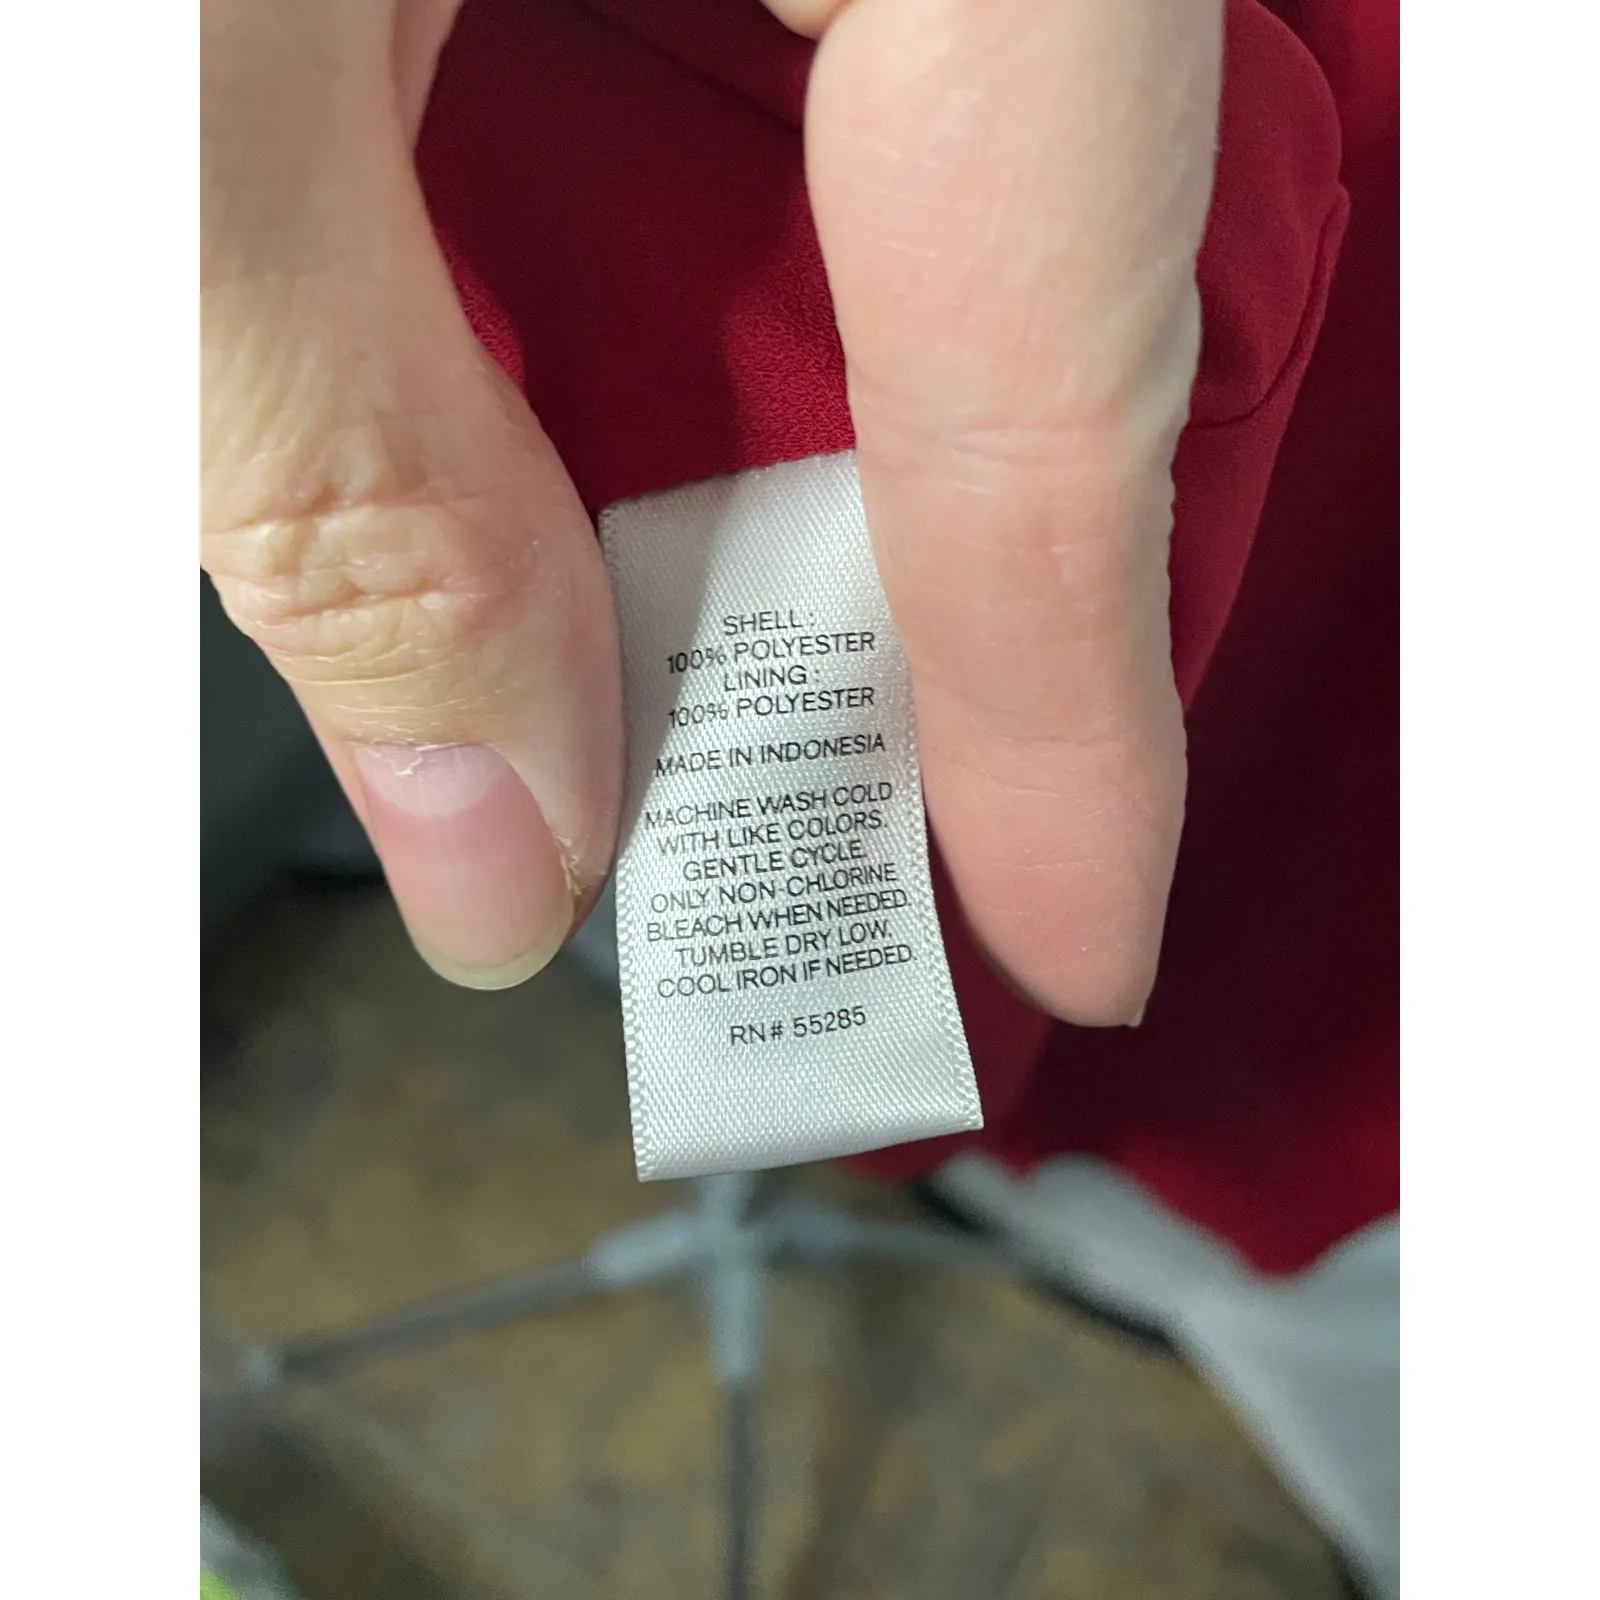 SHELL :
100% POLYESTER
LINING :
100% POLYESTER
MADE IN INDONESIA
MACHINE WASH COLD
WITH LIKE COLORS.
GENTLE CYCLE.
ONLY NON-CHLORINE
BLEACH WHEN NEEDED.
TUMBLE DRY LOW.
COOL IRON IF NEEDED.
RN# 55285